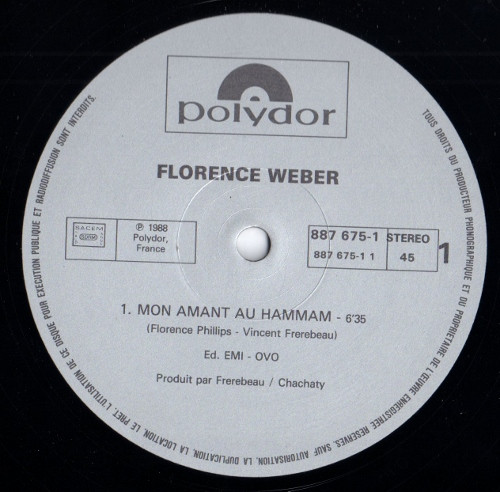 polydor
FLORENCE WEBER
SACEM
SDRM
℗ 1988
Polydor,
France
887 675-1
STEREO
887 675-1 1
45
1
1. MON AMANT AU HAMMAM - 6'35
(Florence Phillips - Vincent Frerebeau)
Ed. EMI - OVO
Produit par Frerebeau / Chachaty
TOUS DROITS DU PRODUCTEUR PHONOGRAPHIQUE ET DU PROPRIETAIRE DE L'ŒUVRE ENREGISTREE RESERVES. SAUF AUTORISATION, LA DUPLICATION, LA LOCATION, LE PRET, L'UTILISATION DE CE DISQUE POUR EXECUTION PUBLIQUE ET RADIODIFFUSION SONT INTERDITS.